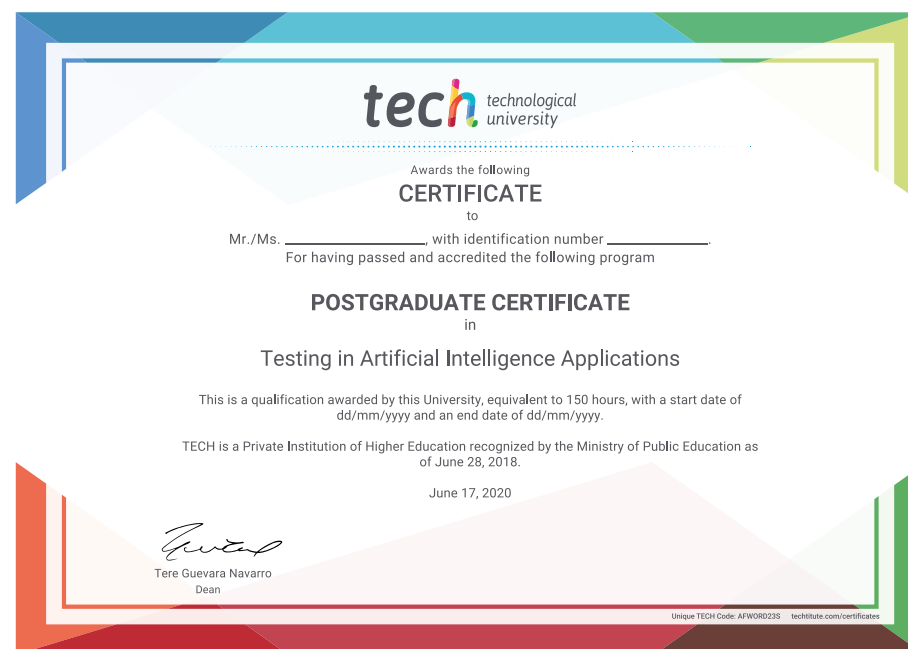 tech technological
university
Awards the following
CERTIFICATE
to
Mr./Ms. ____________________, with identification number ______________.
For having passed and accredited the following program
POSTGRADUATE CERTIFICATE
in
Testing in Artificial Intelligence Applications
This is a qualification awarded by this University, equivalent to 150 hours, with a start date of
dd/mm/yyyy and an end date of dd/mm/yyyy.
TECH is a Private Institution of Higher Education recognized by the Ministry of Public Education as
of June 28, 2018.
June 17, 2020
Tere Guevara Navarro
Dean
Unique TECH Code: AFWORD23S techtitute.com/certificates